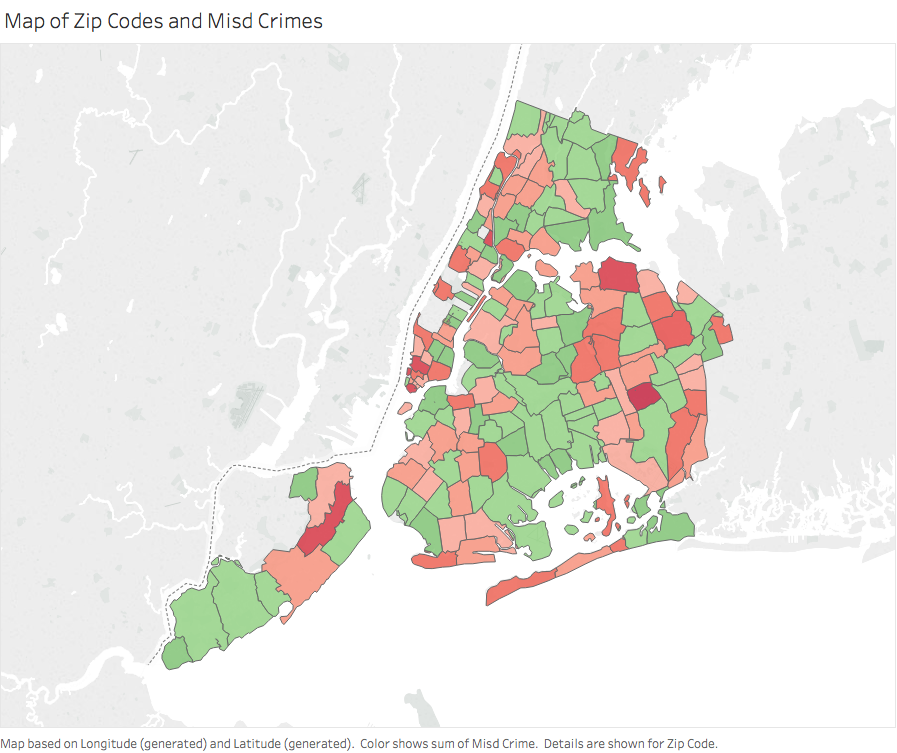 Map of Zip Codes and Misd Crimes
Map based on Longitude (generated) and Latitude (generated).  Color shows sum of Misd Crime.  Details are shown for Zip Code.